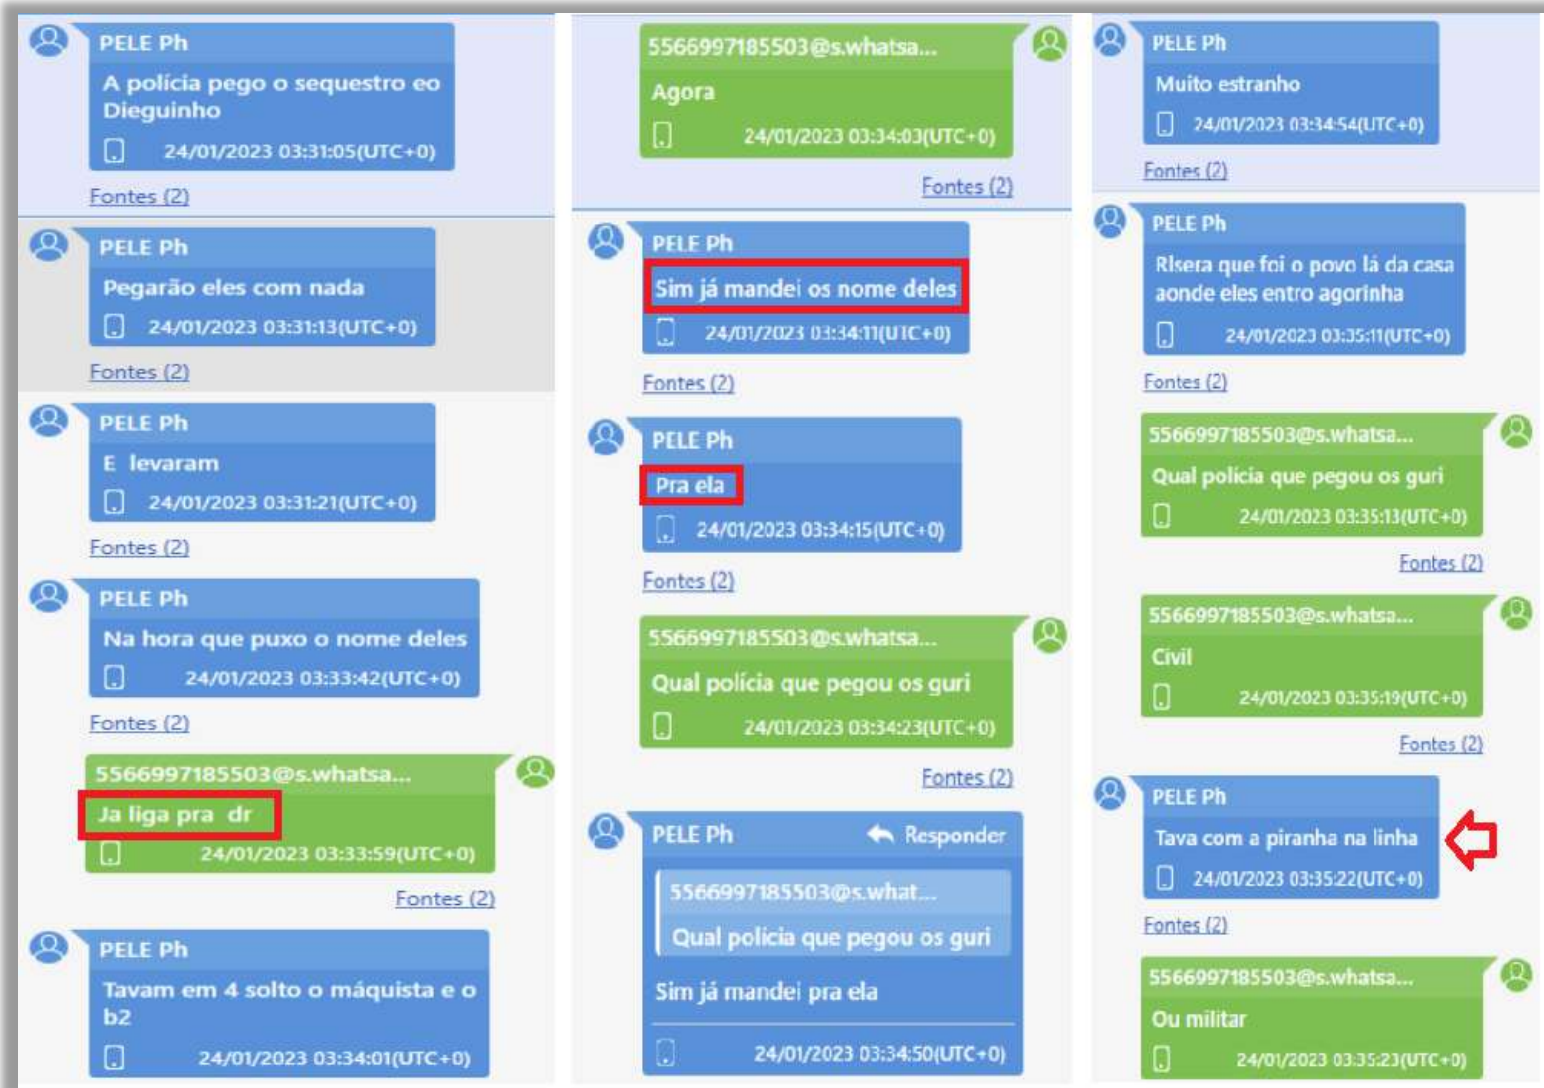 PELE Ph
A polícia pego o sequestro eo
Dieguinho
24/01/2023 03:31:05(UTC+0)
Fontes (2)
PELE Ph
Pegarão eles com nada
24/01/2023 03:31:13(UTC+0)
Fontes (2)
PELE Ph
E levaram
24/01/2023 03:31:21(UTC+0)
Fontes (2)
PELE Ph
Na hora que puxo o nome deles
24/01/2023 03:33:42(UTC+0)
Fontes (2)
5566997185503@s.whatsa...
Ja liga pra dr
24/01/2023 03:33:59(UTC+0)
Fontes (2)
PELE Ph
Tavam em 4 solto o máquista e o
b2
24/01/2023 03:34:01(UTC+0)
5566997185503@s.whatsa...
Agora
24/01/2023 03:34:03(UTC+0)
Fontes (2)
PELE Ph
Sim já mandei os nome deles
24/01/2023 03:34:11(UTC+0)
Fontes (2)
PELE Ph
Pra ela
24/01/2023 03:34:15(UTC+0)
Fontes (2)
5566997185503@s.whatsa...
Qual polícia que pegou os guri
24/01/2023 03:34:23(UTC+0)
Fontes (2)
PELE Ph Responder
5566997185503@s.what...
Qual polícia que pegou os guri
Sim já mandei pra ela
24/01/2023 03:34:50(UTC+0)
PELE Ph
Muito estranho
24/01/2023 03:34:54(UTC+0)
Fontes (2)
PELE Ph
Rlsera que foi o povo lá da casa
aonde eles entro agorinha
24/01/2023 03:35:11(UTC+0)
Fontes (2)
5566997185503@s.whatsa...
Qual polícia que pegou os guri
24/01/2023 03:35:13(UTC+0)
Fontes (2)
5566997185503@s.whatsa...
Civil
24/01/2023 03:35:19(UTC+0)
Fontes (2)
PELE Ph
Tava com a piranha na linha
24/01/2023 03:35:22(UTC+0)
Fontes (2)
5566997185503@s.whatsa...
Ou militar
24/01/2023 03:35:23(UTC+0)